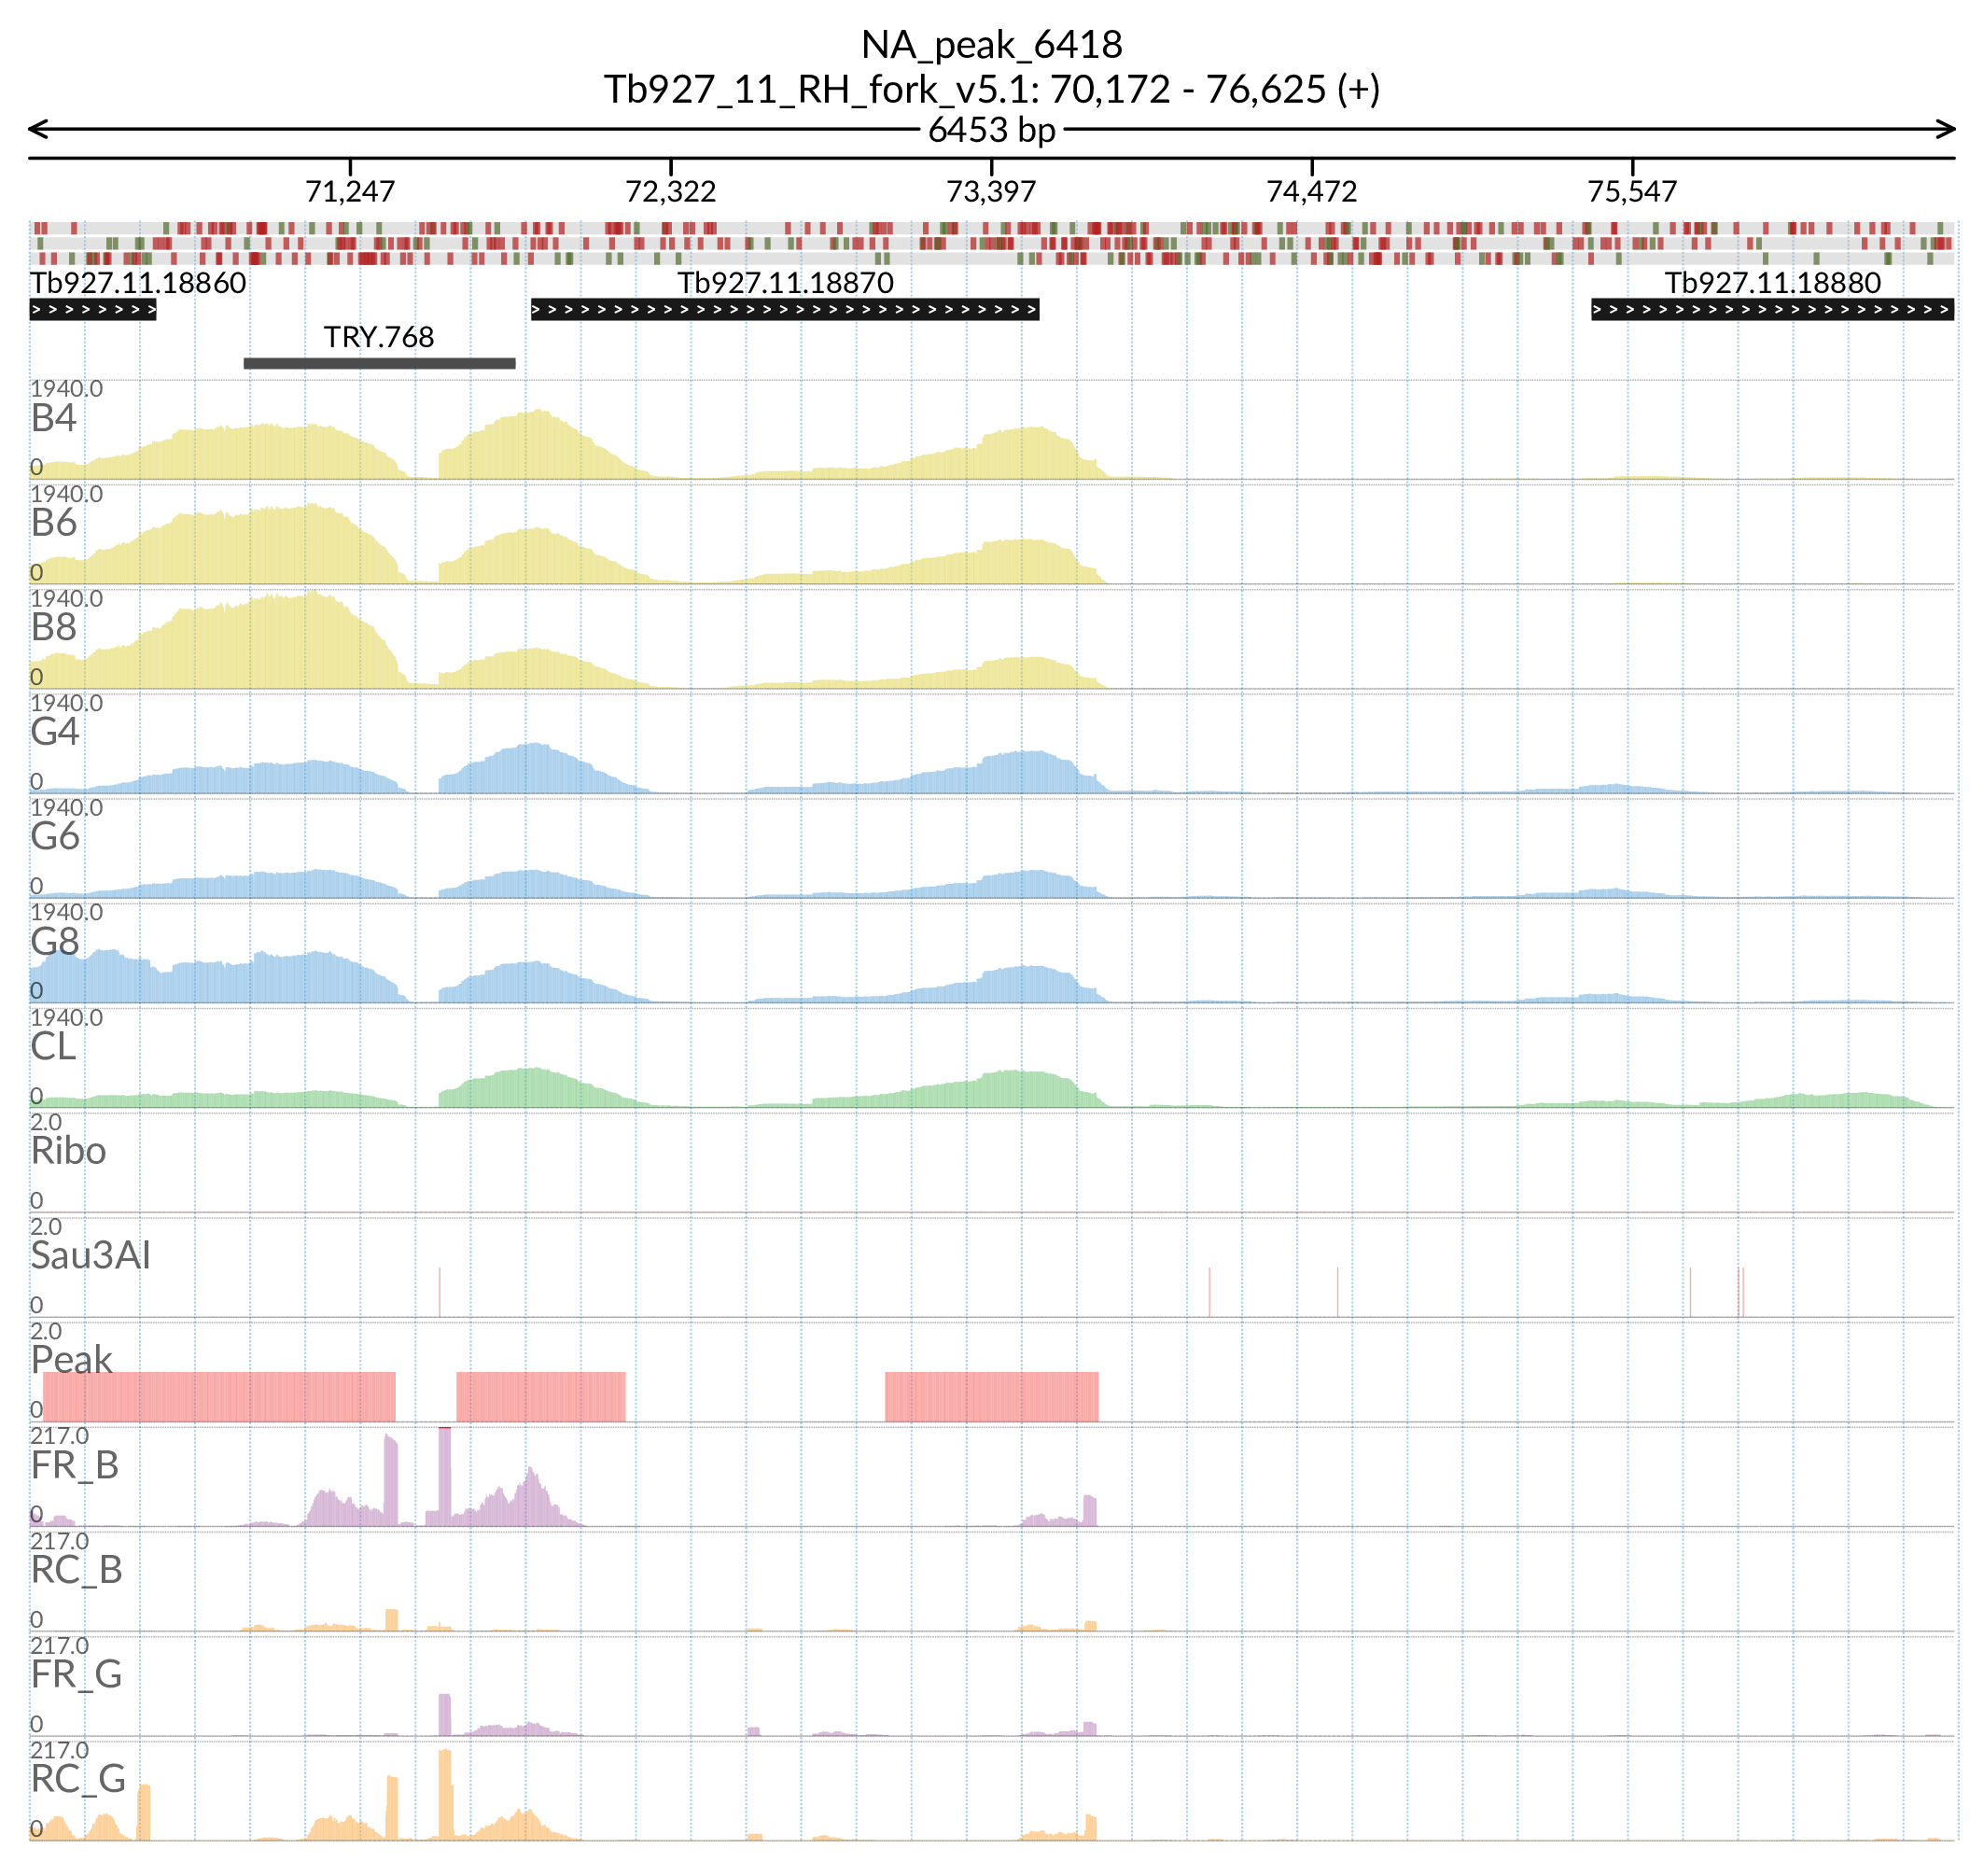 NA_peak_6418
Tb927_11_RH_fork_v5.1: 70,172 - 76,625 (+)
6453 bp
71,247 72,322 73,397 74,472 75,547
Tb927.11.18860 Tb927.11.18870 Tb927.11.18880
TRY.768
1940.0
B4
0
1940.0
B6
0
1940.0
B8
0
1940.0
G4
0
1940.0
G6
0
1940.0
G8
0
1940.0
CL
0
2.0
Ribo
0
2.0
Sau3AI
0
2.0
Peak
0
217.0
FR_B
0
217.0
RC_B
0
217.0
FR_G
0
217.0
RC_G
0